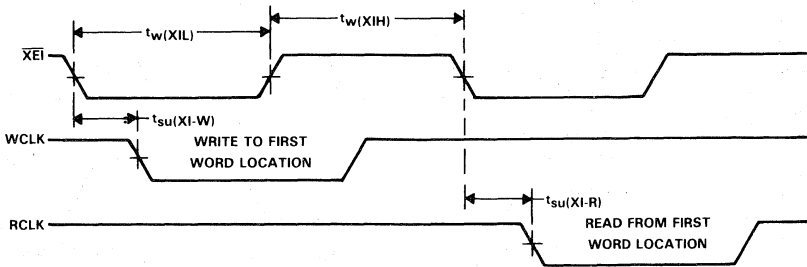 tw(XIL)
tw(XIH)
XEI
tsu(XI-W)
WCLK
WRITE TO FIRST
WORD LOCATION
tsu(XI-R)
RCLK
READ FROM FIRST
WORD LOCATION